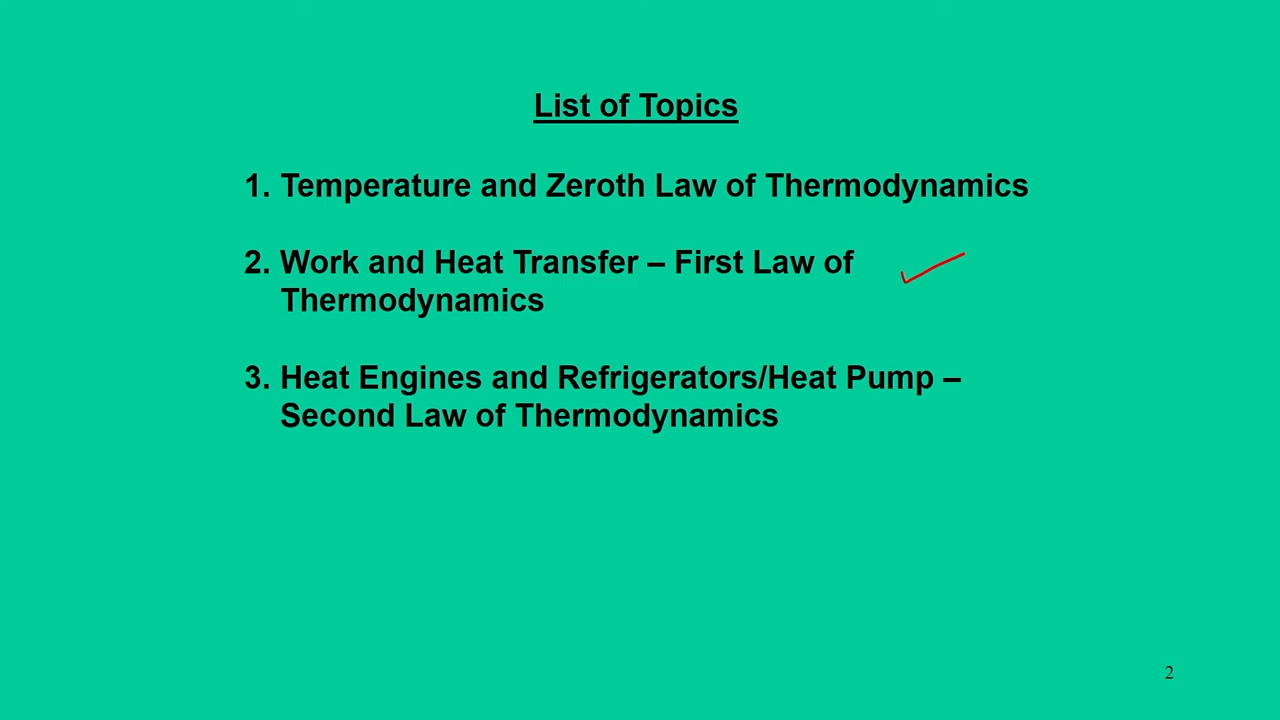 List of Topics
1. Temperature and Zeroth Law of Thermodynamics
2. Work and Heat Transfer – First Law of
Thermodynamics
3. Heat Engines and Refrigerators/Heat Pump –
Second Law of Thermodynamics
2